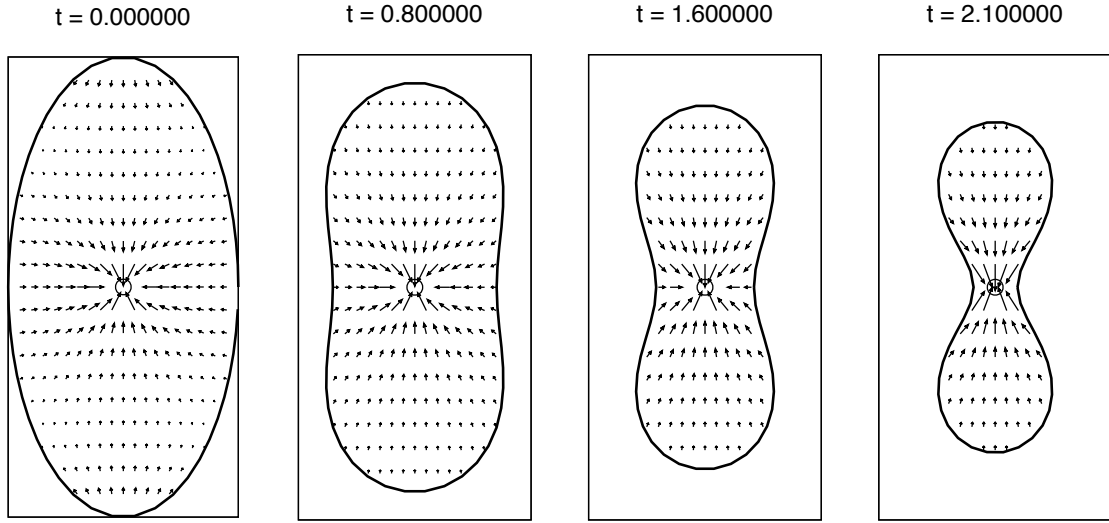 t = 0.000000
t = 0.800000
t = 1.600000
t = 2.100000